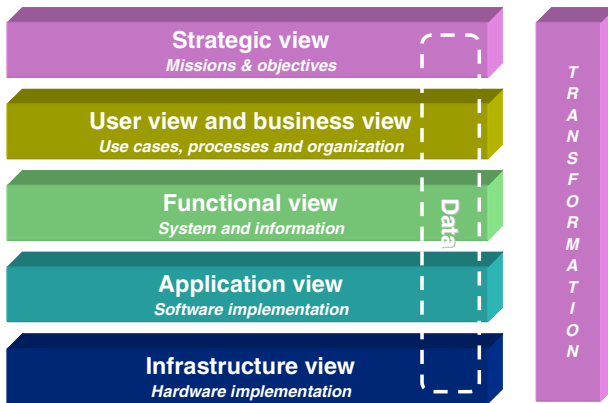 Strategic view
Missions & objectives
User view and business view
Use cases, processes and organization
Functional view
System and information
Application view
Software implementation
Infrastructure view
Hardware implementation
Data
TRANSFORMATION